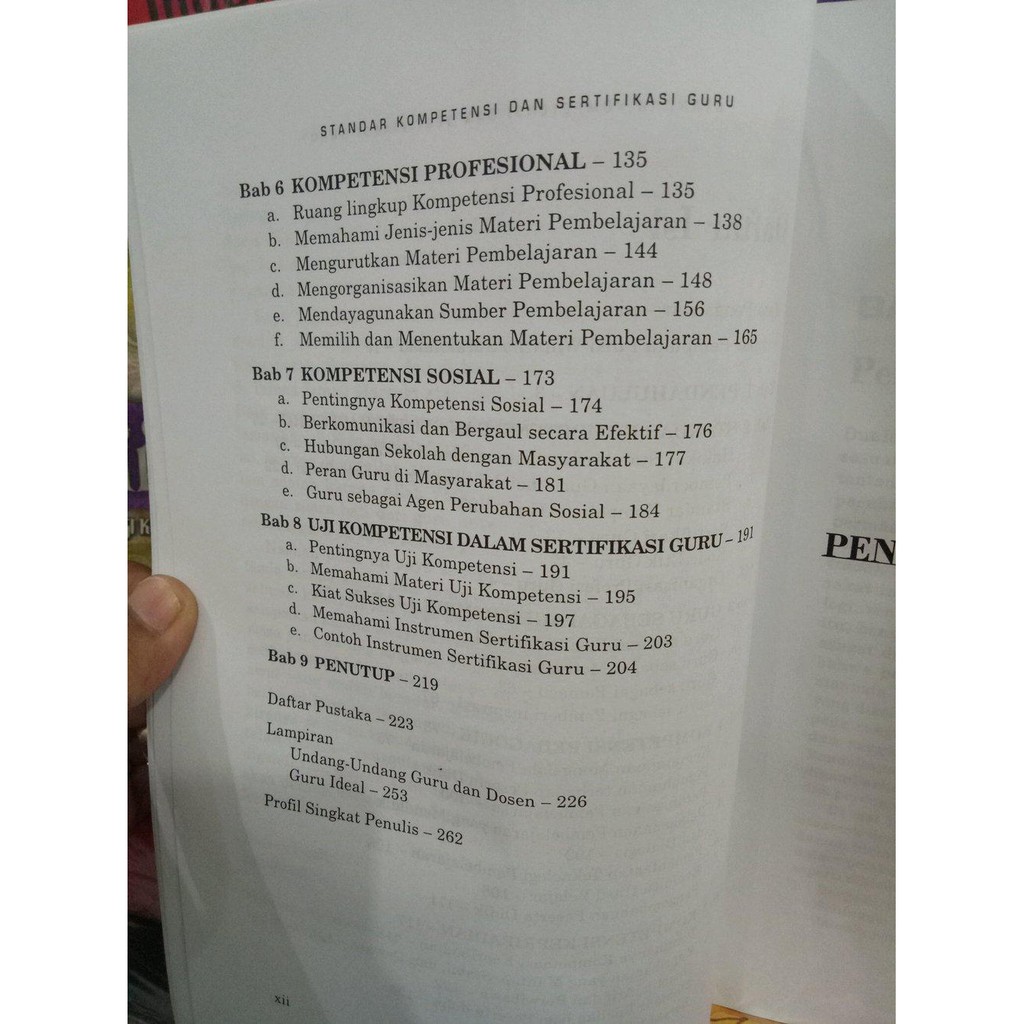 STANDAR KOMPETENSI DAN SERTIFIKASI GURU
Bab 6 KOMPETENSI PROFESIONAL – 135
a. Ruang lingkup Kompetensi Profesional – 135
b. Memahami Jenis-jenis Materi Pembelajaran – 138
c. Mengurutkan Materi Pembelajaran – 144
d. Mengorganisasikan Materi Pembelajaran – 148
e. Mendayagunakan Sumber Pembelajaran – 156
f. Memilih dan Menentukan Materi Pembelajaran – 165
Bab 7 KOMPETENSI SOSIAL – 173
a. Pentingnya Kompetensi Sosial – 174
b. Berkomunikasi dan Bergaul secara Efektif – 176
c. Hubungan Sekolah dengan Masyarakat – 177
d. Peran Guru di Masyarakat – 181
e. Guru sebagai Agen Perubahan Sosial – 184
Bab 8 UJI KOMPETENSI DALAM SERTIFIKASI GURU – 191
a. Pentingnya Uji Kompetensi – 191
b. Memahami Materi Uji Kompetensi – 195
c. Kiat Sukses Uji Kompetensi – 197
d. Memahami Instrumen Sertifikasi Guru – 203
e. Contoh Instrumen Sertifikasi Guru – 204
Bab 9 PENUTUP – 219
Daftar Pustaka – 223
Lampiran
Undang-Undang Guru dan Dosen – 226
Guru Ideal – 253
Profil Singkat Penulis – 262
xii
PEN